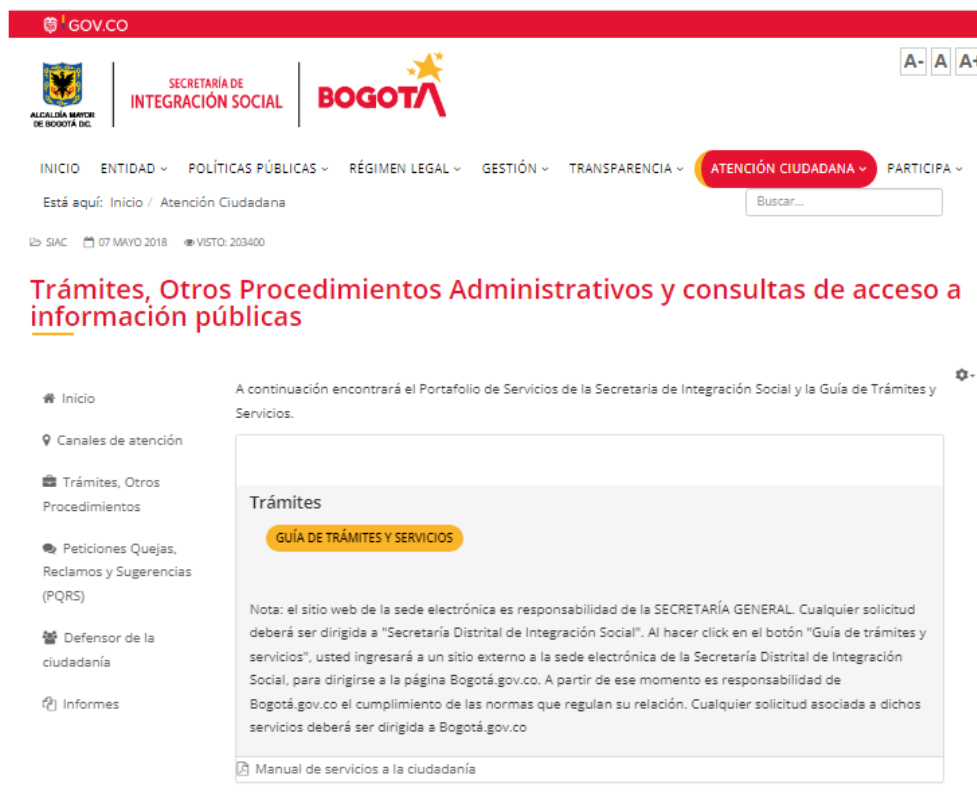 GOV.CO
A- A A+
ALCALDÍA MAYOR
DE BOGOTÁ D.C.
SECRETARÍA DE
INTEGRACIÓN SOCIAL
BOGOTÁ
INICIO ENTIDAD POLÍTICAS PÚBLICAS RÉGIMEN LEGAL GESTIÓN TRANSPARENCIA ATENCIÓN CIUDADANA PARTICIPA
Está aquí: Inicio / Atención Ciudadana
Buscar...
SIAC 07 MAYO 2018 VISTO: 203400
Trámites, Otros Procedimientos Administrativos y consultas de acceso a
información públicas
Inicio
Canales de atención
Trámites, Otros
Procedimientos
Peticiones Quejas,
Reclamos y Sugerencias
(PQRS)
Defensor de la
ciudadanía
Informes
A continuación encontrará el Portafolio de Servicios de la Secretaria de Integración Social y la Guía de Trámites y
Servicios.
Trámites
GUÍA DE TRÁMITES Y SERVICIOS
Nota: el sitio web de la sede electrónica es responsabilidad de la SECRETARÍA GENERAL. Cualquier solicitud
deberá ser dirigida a "Secretaría Distrital de Integración Social". Al hacer click en el botón "Guía de trámites y
servicios", usted ingresará a un sitio externo a la sede electrónica de la Secretaría Distrital de Integración
Social, para dirigirse a la página Bogotá.gov.co. A partir de ese momento es responsabilidad de
Bogotá.gov.co el cumplimiento de las normas que regulan su relación. Cualquier solicitud asociada a dichos
servicios deberá ser dirigida a Bogotá.gov.co
Manual de servicios a la ciudadanía